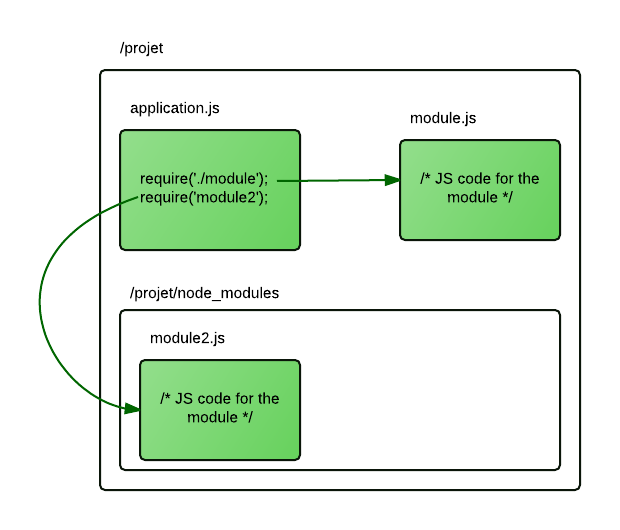 /projet
application.js
module.js
require('./module');
require('module2');
/* JS code for the
module */
/projet/node_modules
module2.js
/* JS code for the
module */